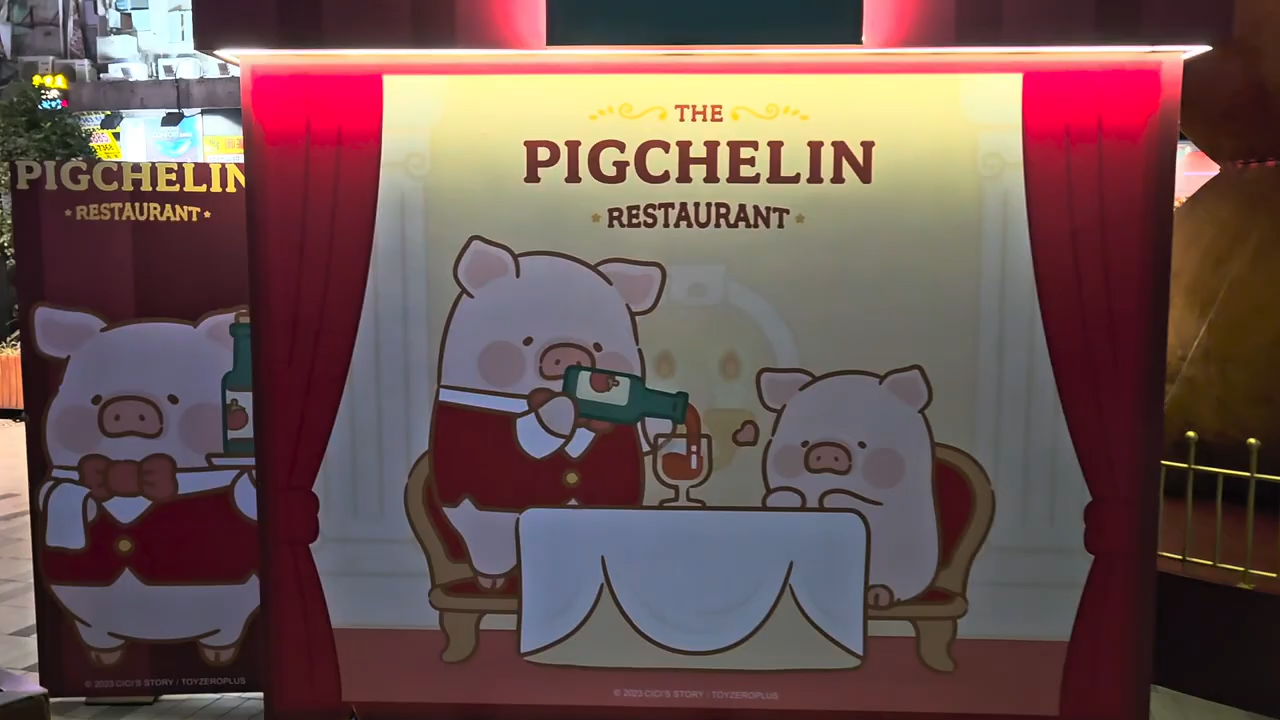 THE
PIGCHELIN
RESTAURANT
© 2023 CICI'S STORY / TOYZEROPLUS
PIGCHELIN
RESTAURANT
© 2023 CICI'S STORY / TOYZEROPLUS